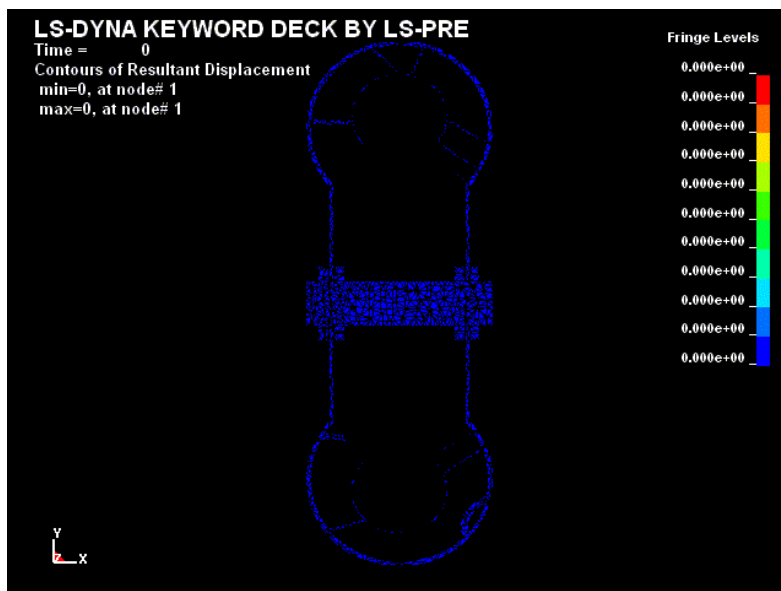 LS-DYNA KEYWORD DECK BY LS-PRE
Time = 0
Contours of Resultant Displacement
min=0, at node# 1
max=0, at node# 1
Fringe Levels
0.000e+00
0.000e+00
0.000e+00
0.000e+00
0.000e+00
0.000e+00
0.000e+00
0.000e+00
0.000e+00
0.000e+00
0.000e+00
Y
Z X